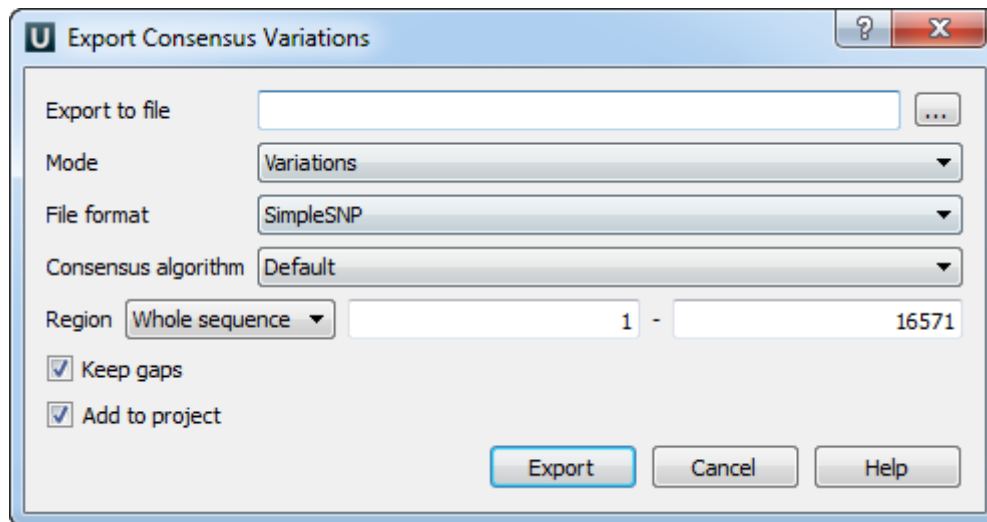 U Export Consensus Variations ? X
Export to file ...
Mode Variations
File format SimpleSNP
Consensus algorithm Default
Region Whole sequence 1 - 16571
Keep gaps
Add to project
Export Cancel Help